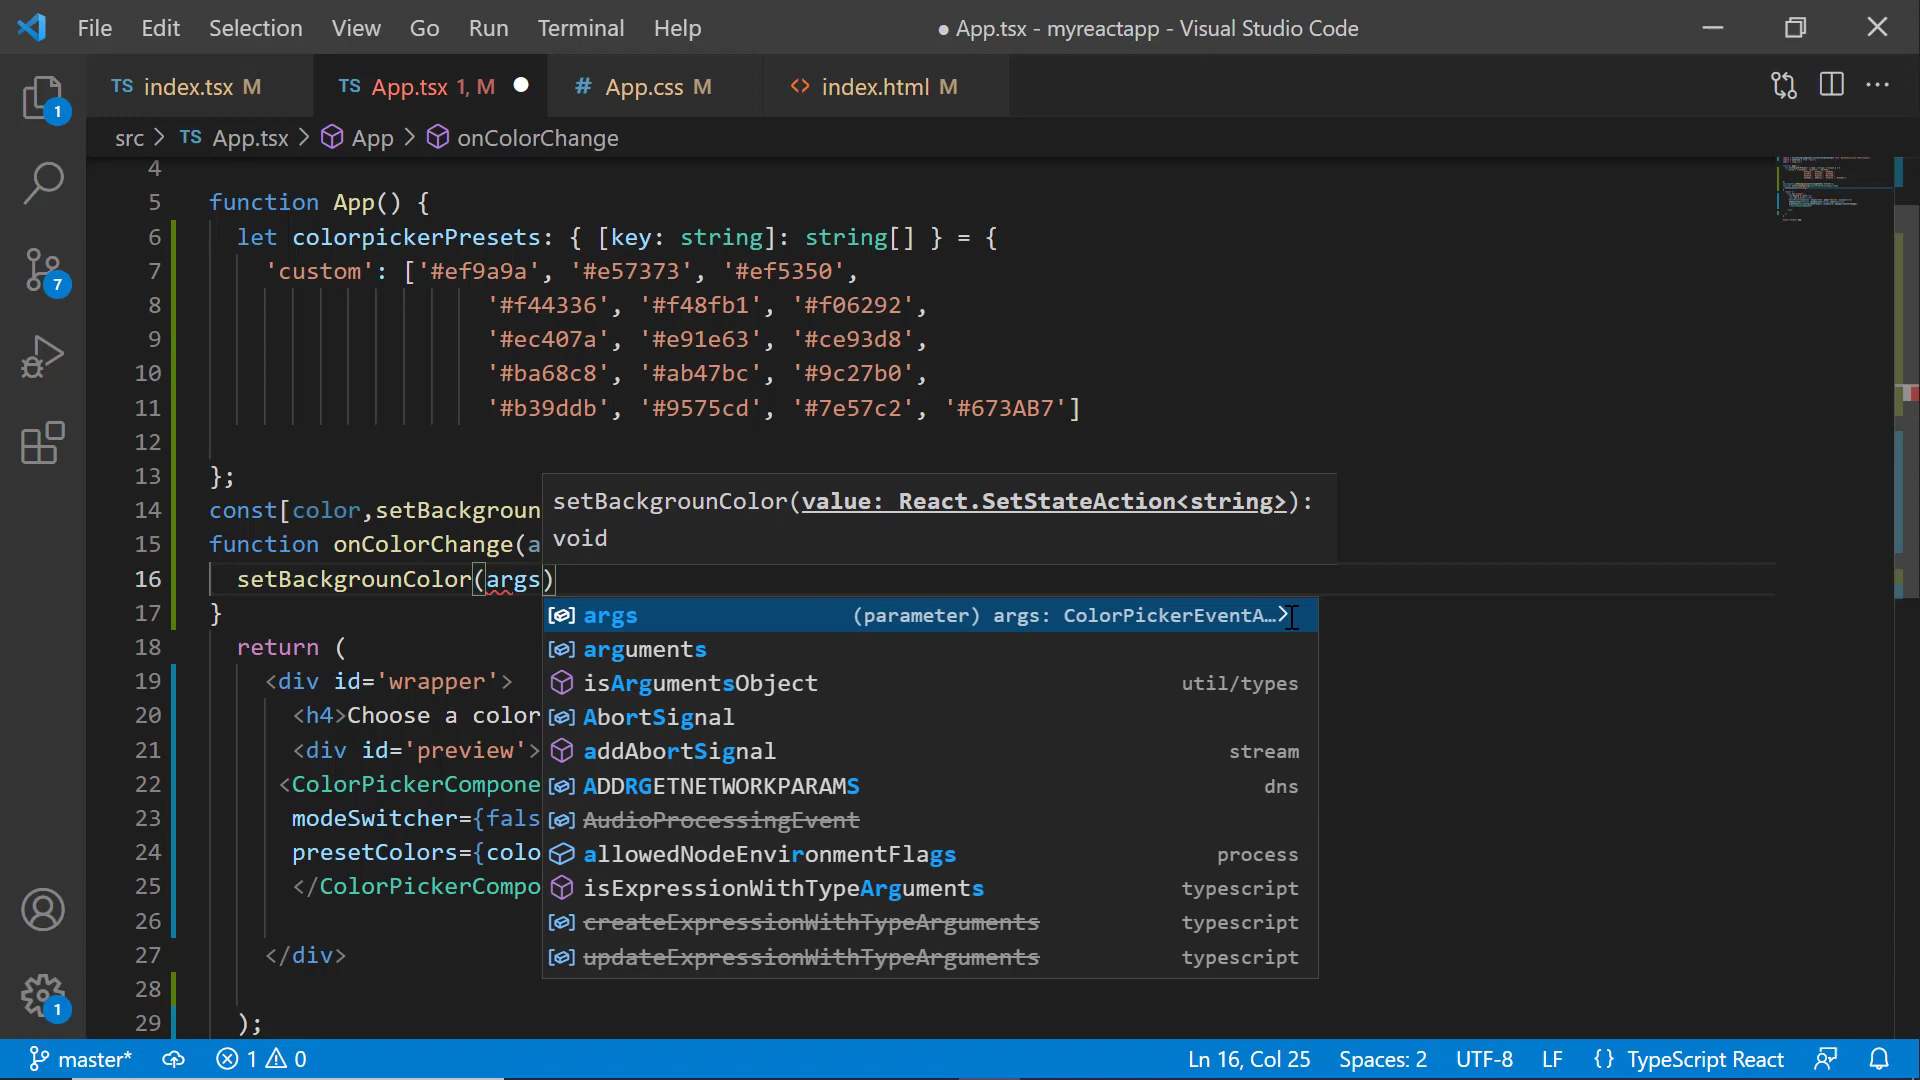 File Edit Selection View Go Run Terminal Help ● App.tsx - myreactapp - Visual Studio Code
TS index.tsx M TS App.tsx 1, M # App.css M <> index.html M
src > TS App.tsx > App > onColorChange
4
5 function App() {
6 let colorpickerPresets: { [key: string]: string[] } = {
7 'custom': ['#ef9a9a', '#e57373', '#ef5350',
8 '#f44336', '#f48fb1', '#f06292',
9 '#ec407a', '#e91e63', '#ce93d8',
10 '#ba68c8', '#ab47bc', '#9c27b0',
11 '#b39ddb', '#9575cd', '#7e57c2', '#673AB7']
12
13 };
14 const[color,setBackgroun
15 function onColorChange(a
16 setBackgrounColor(args)
17 }
18 return (
19 <div id='wrapper'>
20 <h4>Choose a color
21 <div id='preview'>
22 <ColorPickerCompone
23 modeSwitcher={fals
24 presetColors={colo
25 </ColorPickerCompo
26
27 </div>
28
29 );
setBackgrounColor(value: React.SetStateAction<string>):
void
args (parameter) args: ColorPickerEventA…>
arguments
isArgumentsObject util/types
AbortSignal
addAbortSignal stream
ADDRGETNETWORKPARAMS dns
AudioProcessingEvent
allowedNodeEnvironmentFlags process
isExpressionWithTypeArguments typescript
createExpressionWithTypeArguments typescript
updateExpressionWithTypeArguments typescript
1
7
1
master* 1 0 Ln 16, Col 25 Spaces: 2 UTF-8 LF {} TypeScript React